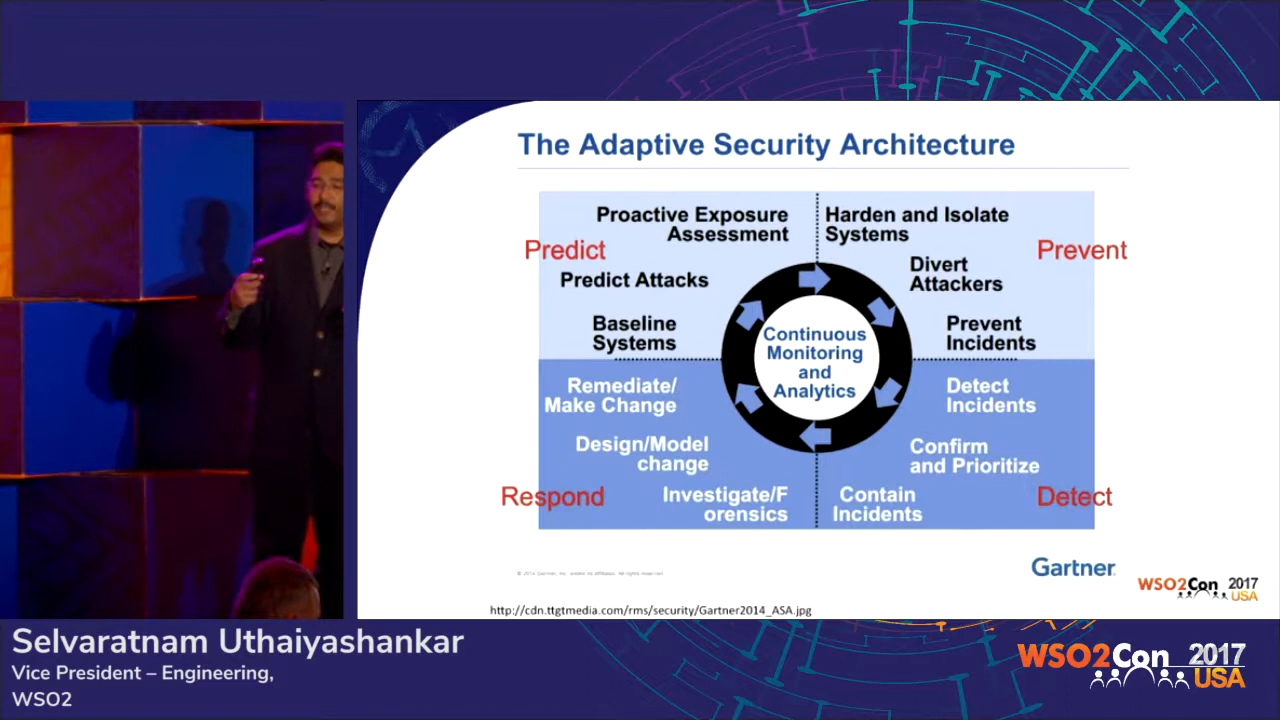 The Adaptive Security Architecture
Proactive Exposure
Assessment
Predict
Predict Attacks
Baseline
Systems
Harden and Isolate
Systems
Prevent
Divert
Attackers
Prevent
Incidents
Continuous
Monitoring
and
Analytics
Remediate/
Make Change
Design/Model
change
Respond
Investigate/F
orensics
Detect
Incidents
Confirm
and Prioritize
Contain
Incidents
Detect
Gartner
WSO2Con 2017
USA
http://cdn.ttgtmedia.com/rms/security/Gartner2014_ASA.jpg
Selvaratnam Uthaiyashankar
Vice President – Engineering,
WSO2
WSO2Con 2017
USA